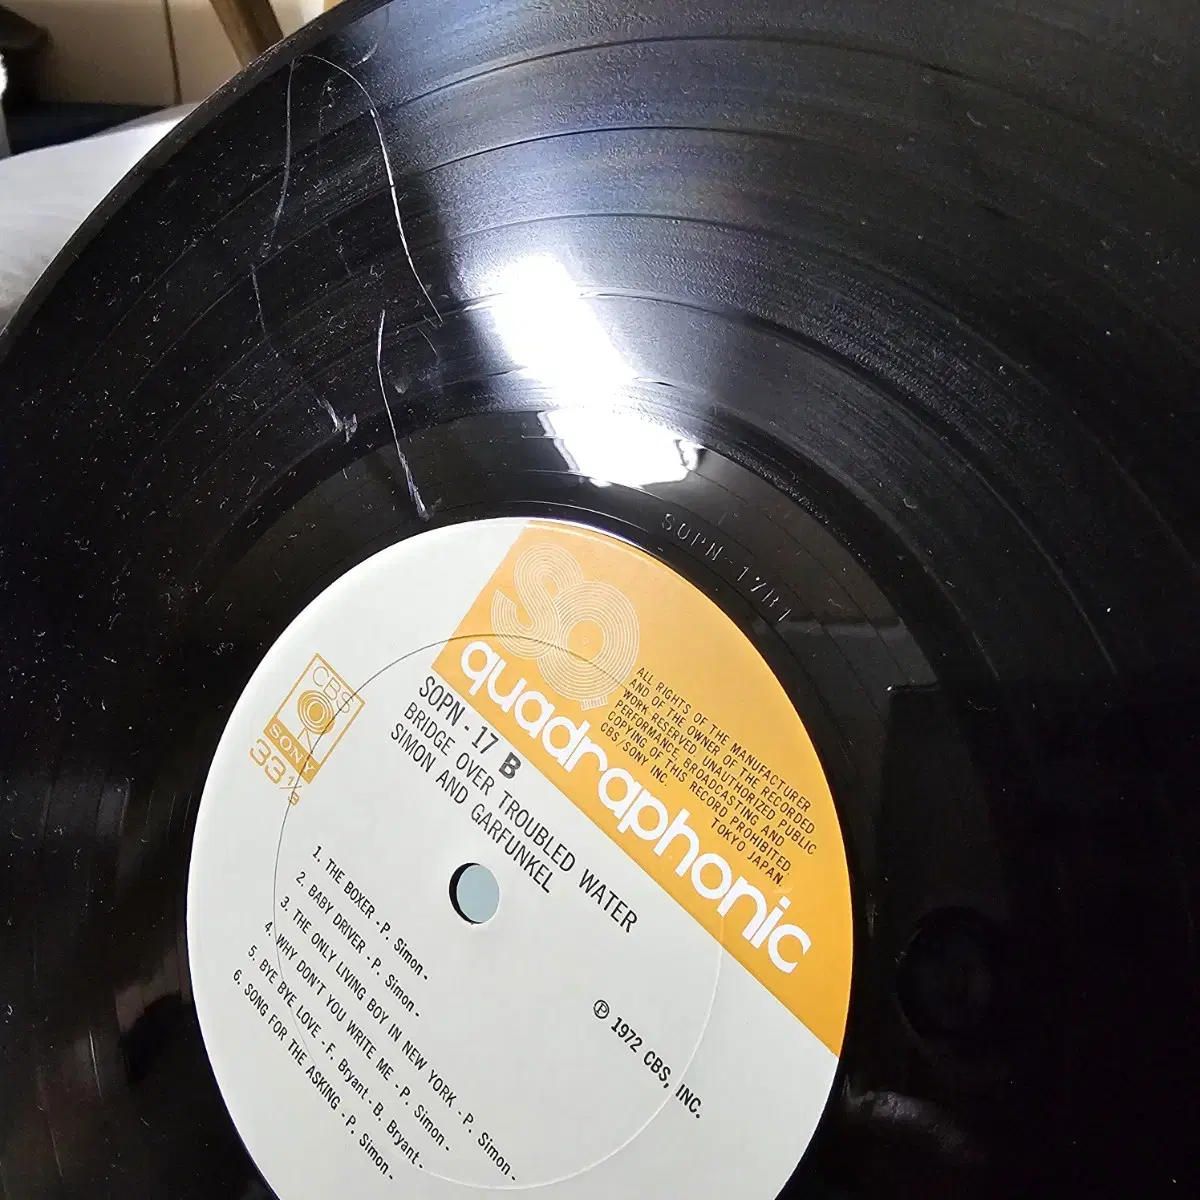 SOPN-17B1
SQ
quadraphonic
ALL RIGHTS OF THE MANUFACTURER
AND OF THE OWNER OF THE RECORDED
WORK RESERVED. UNAUTHORIZED PUBLIC
PERFORMANCE, BROADCASTING AND
COPYING OF THIS RECORD PROHIBITED.
CBS/SONY INC. TOKYO JAPAN.
CBS
SONY
33 1/3
SOPN-17 B
BRIDGE OVER TROUBLED WATER
SIMON AND GARFUNKEL
1. THE BOXER -P. Simon-
2. BABY DRIVER -P. Simon-
3. THE ONLY LIVING BOY IN NEW YORK -P. Simon-
4. WHY DON'T YOU WRITE ME -P. Simon-
5. BYE BYE LOVE -F. Bryant-B. Bryant-
6. SONG FOR THE ASKING -P. Simon-
℗ 1972 CBS, INC.